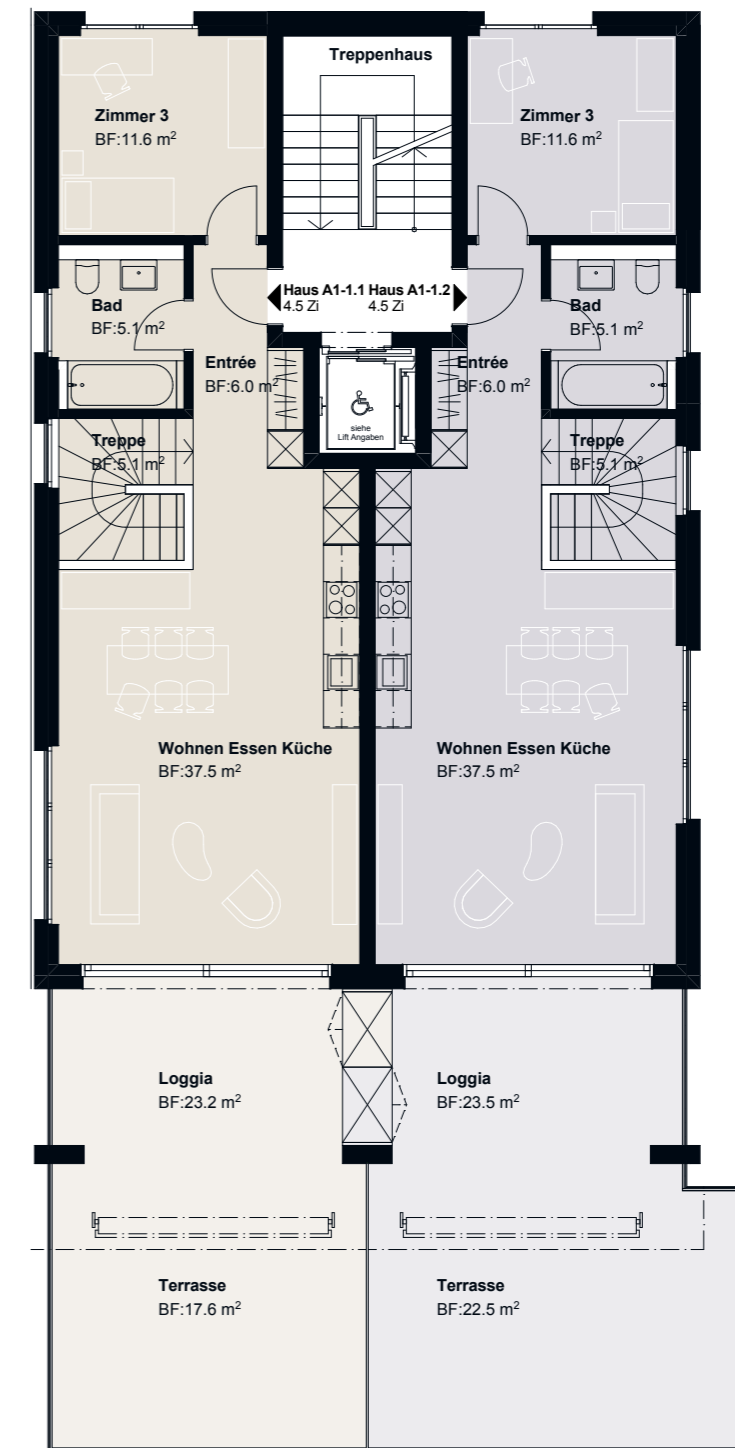 Treppenhaus
Zimmer 3
BF:11.6 m²
Zimmer 3
BF:11.6 m²
Haus A1-1.1
4.5 Zi
Haus A1-1.2
4.5 Zi
Bad
BF:5.1 m²
Bad
BF:5.1 m²
Entrée
BF:6.0 m²
Entrée
BF:6.0 m²
siehe
Lift Angaben
Treppe
BF:5.1 m²
Treppe
BF:5.1 m²
Wohnen Essen Küche
BF:37.5 m²
Wohnen Essen Küche
BF:37.5 m²
Loggia
BF:23.2 m²
Loggia
BF:23.5 m²
Terrasse
BF:17.6 m²
Terrasse
BF:22.5 m²